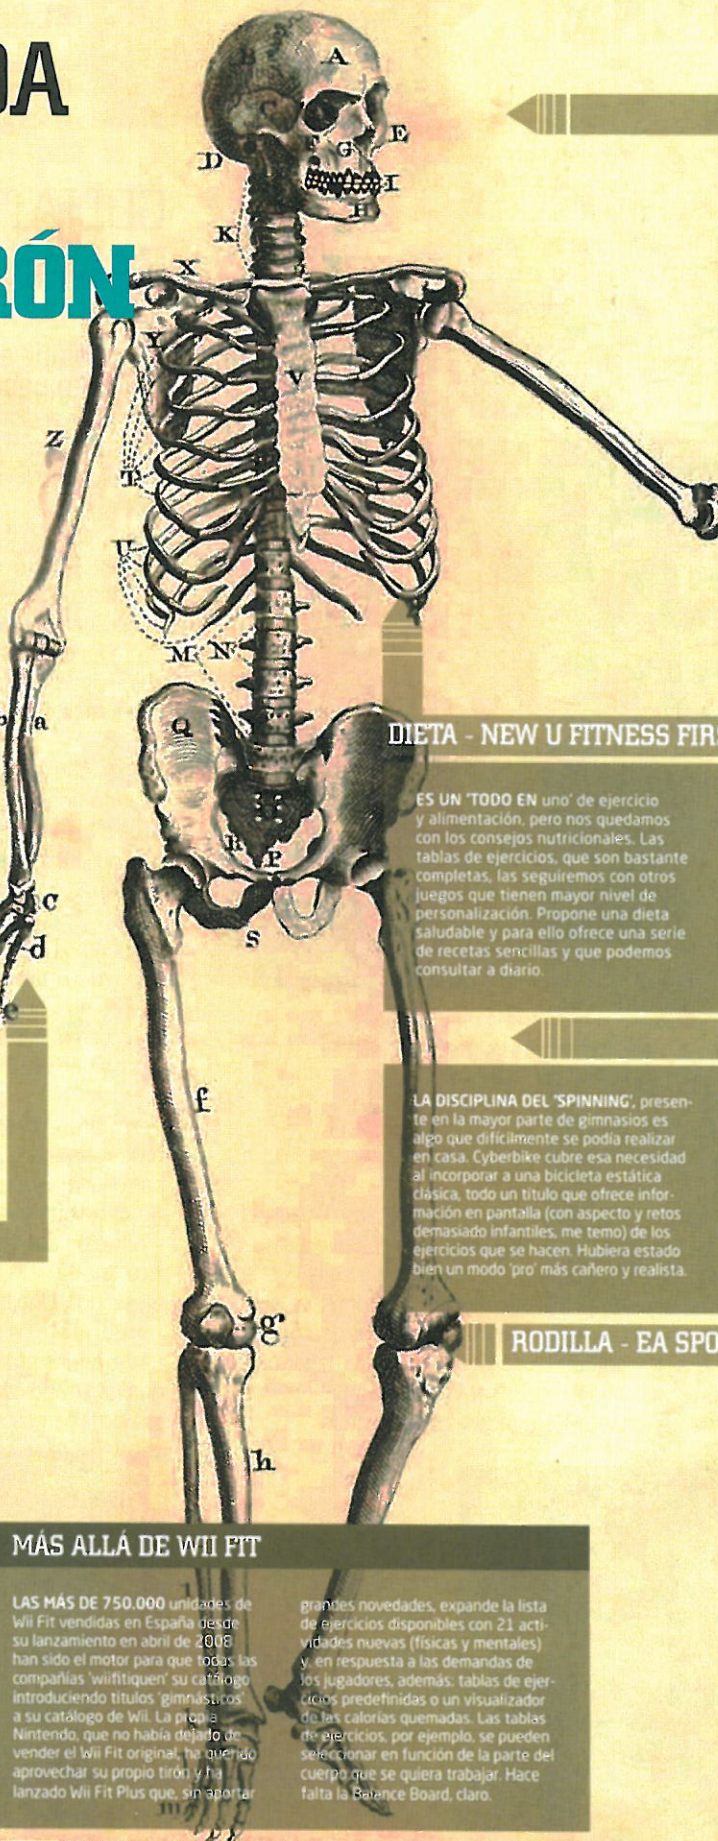 DA
RÓN
A
B
C
D
E
F
G
I
H
K
X
Y
V
Z
T
U
M
N
a
Q
R
P
S
c
d
f
g
h
m
DIETA - NEW U FITNESS FIRS
ES UN 'TODO EN uno' de ejercicio
y alimentación, pero nos quedamos
con los consejos nutricionales. Las
tablas de ejercicios, que son bastante
completas, las seguiremos con otros
juegos que tienen mayor nivel de
personalización. Propone una dieta
saludable y para ello ofrece una serie
de recetas sencillas y que podemos
consultar a diario.
LA DISCIPLINA DEL 'SPINNING', presen-
te en la mayor parte de gimnasios es
algo que difícilmente se podía realizar
en casa. Cyberbike cubre esa necesidad
al incorporar a una bicicleta estática
clásica, todo un título que ofrece infor-
mación en pantalla (con aspecto y retos
demasiado infantiles, me temo) de los
ejercicios que se hacen. Hubiera estado
bien un modo 'pro' más cañero y realista.
RODILLA - EA SPO
MÁS ALLÁ DE WII FIT
LAS MÁS DE 750.000 unidades de
Wii Fit vendidas en España desde
su lanzamiento en abril de 2008
han sido el motor para que todas las
compañías 'wiifitiquen' su catálogo
introduciendo títulos 'gimnásticos'
a su catálogo de Wii. La propia
Nintendo, que no había dejado de
vender el Wii Fit original, ha querido
aprovechar su propio tirón y ha
lanzado Wii Fit Plus que, sin aportar
grandes novedades, expande la lista
de ejercicios disponibles con 21 acti-
vidades nuevas (físicas y mentales)
y, en respuesta a las demandas de
los jugadores, además: tablas de ejer-
cicios predefinidas o un visualizador
de las calorías quemadas. Las tablas
de ejercicios, por ejemplo, se pueden
seleccionar en función de la parte del
cuerpo que se quiera trabajar. Hace
falta la Balance Board, claro.